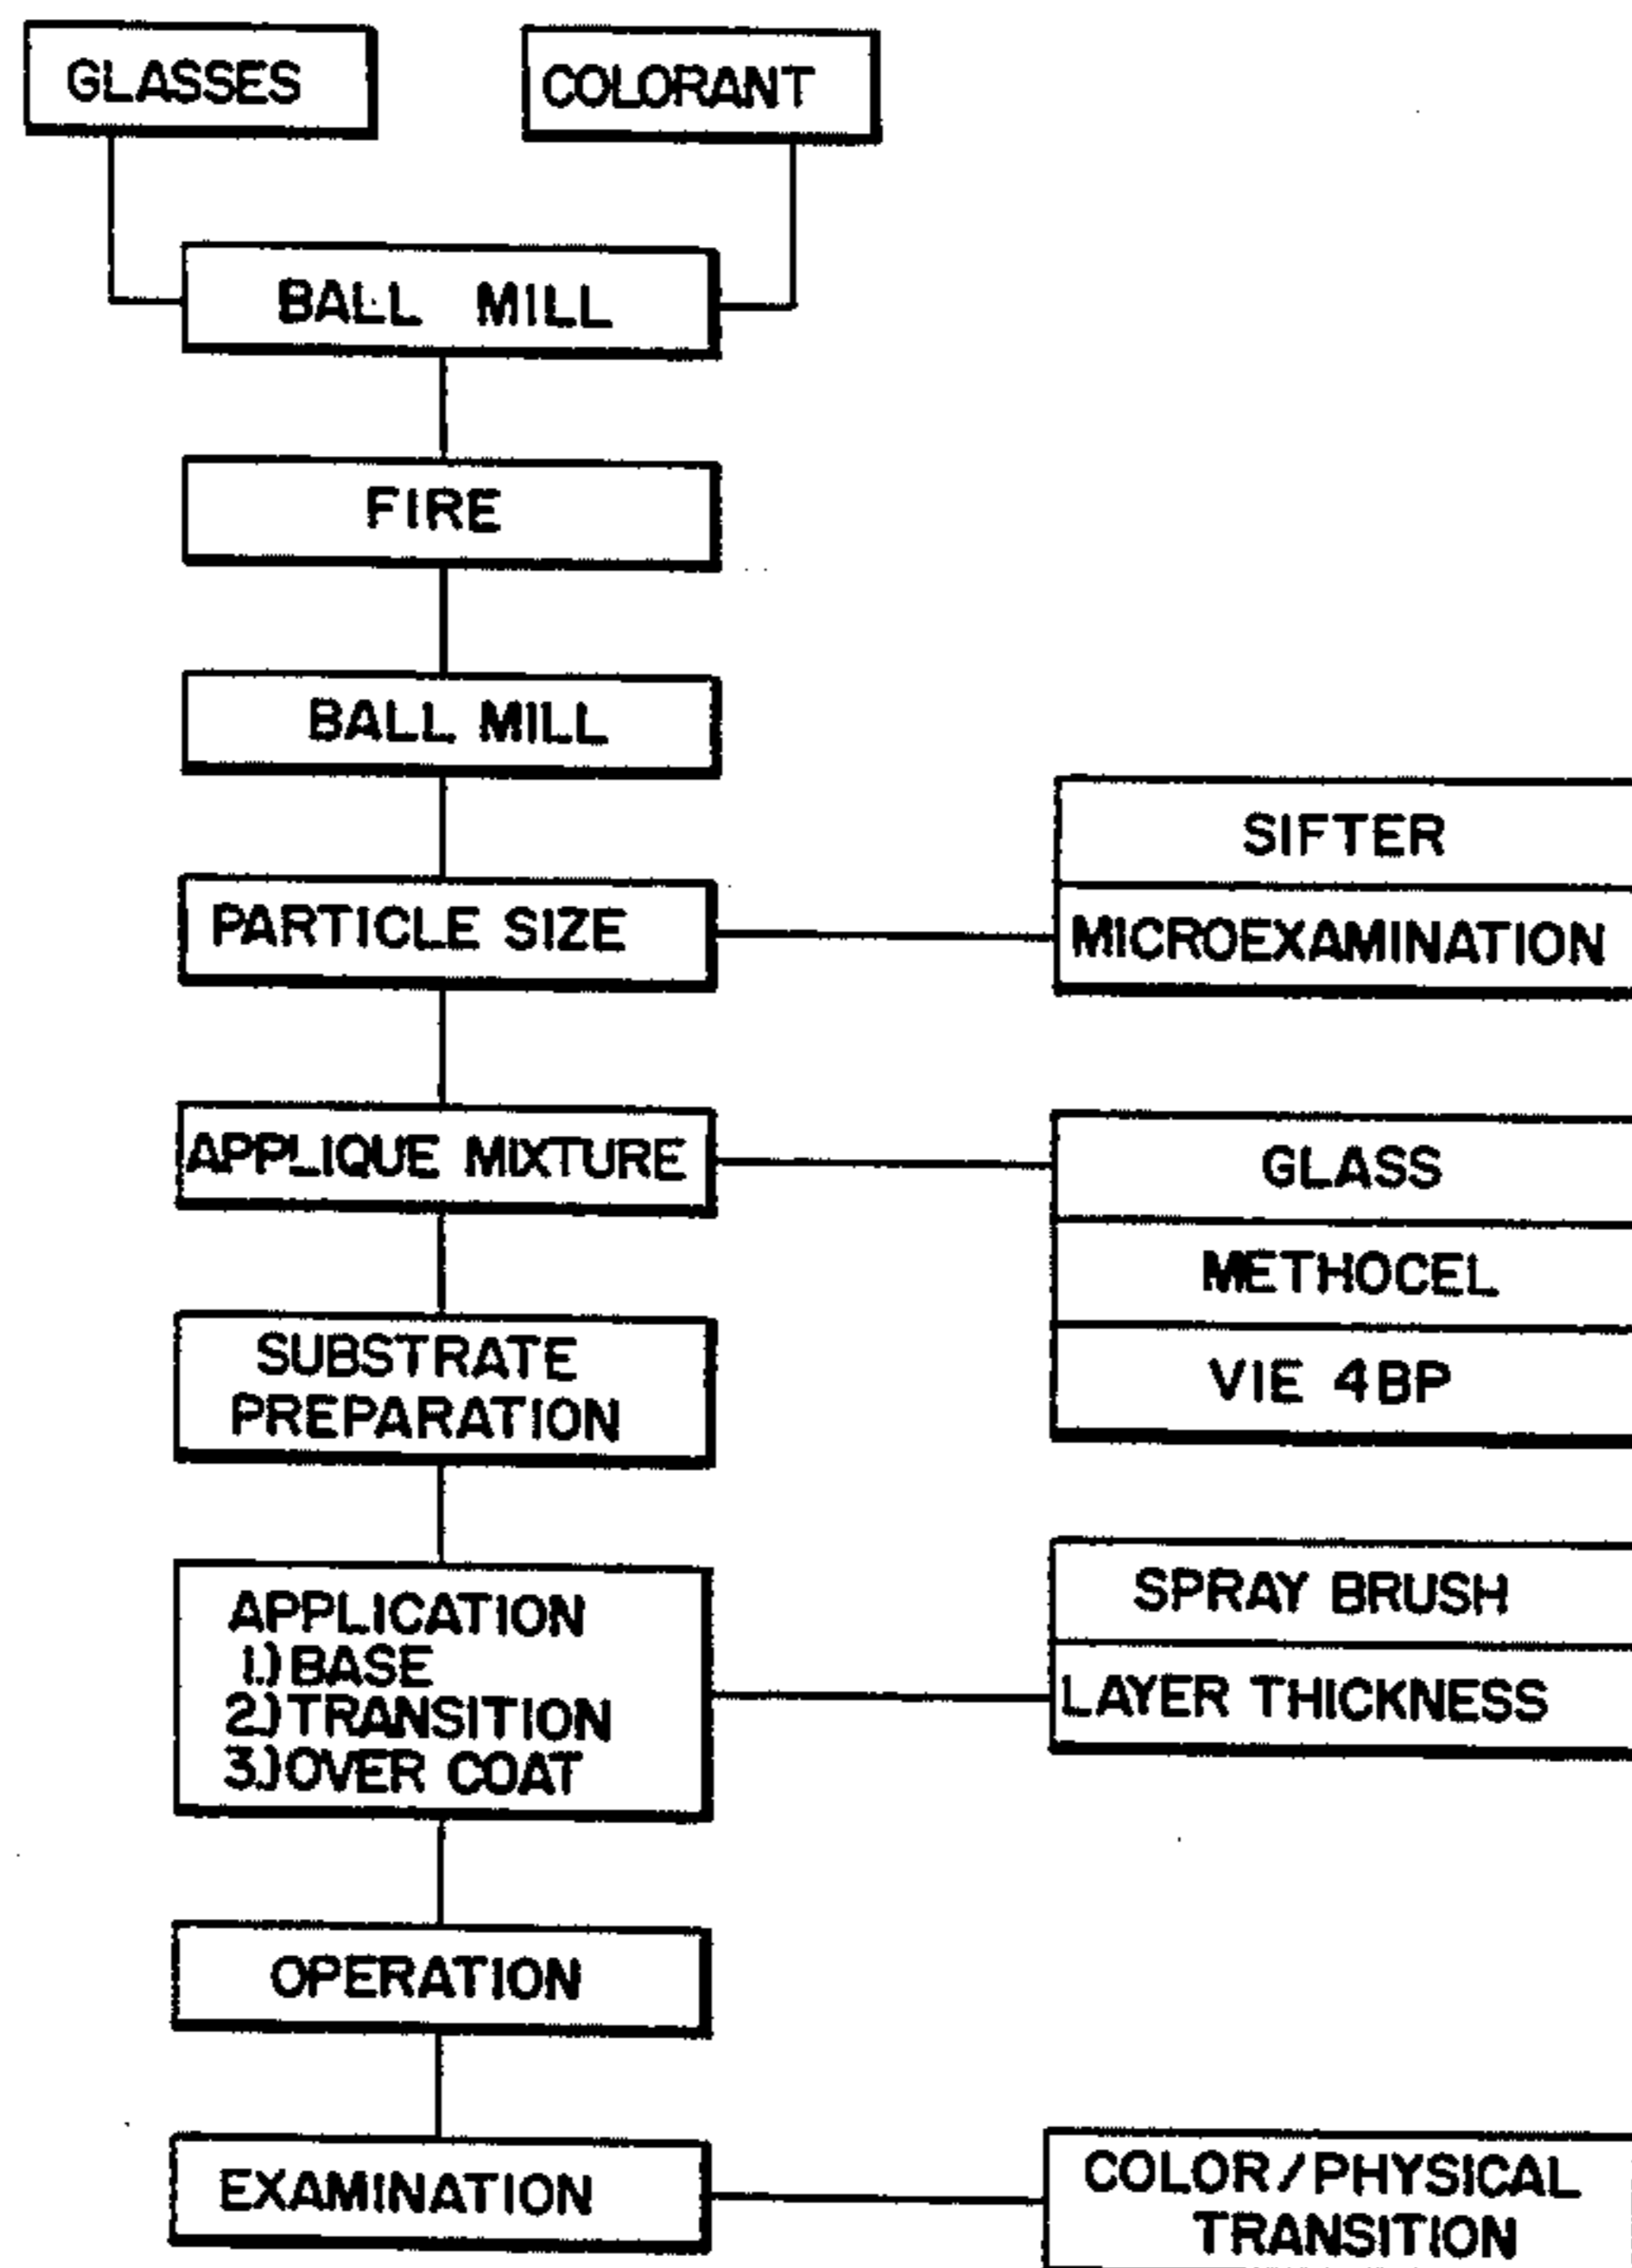 GLASSES
COLORANT
BALL MILL
FIRE
BALL MILL
PARTICLE SIZE
SIFTER
MICROEXAMINATION
APPLIQUE MIXTURE
GLASS
METHOCEL
VIE 4BP
SUBSTRATE
PREPARATION
APPLICATION
1.) BASE
2.) TRANSITION
3.) OVER COAT
SPRAY BRUSH
LAYER THICKNESS
OPERATION
EXAMINATION
COLOR/PHYSICAL
TRANSITION